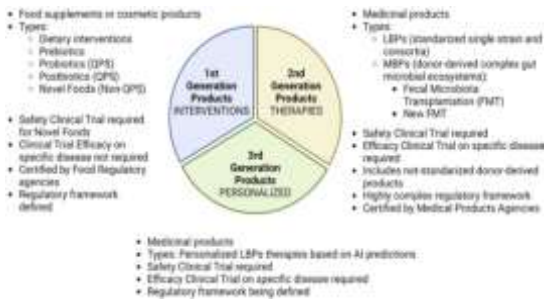 • Food supplements or cosmetic products
• Types:
○ Dietary interventions
○ Prebiotics
○ Probiotics (QPS)
○ Postbiotics (QPS)
○ Novel Foods (Non-QPS)
• Safety Clinical Trial required
for Novel Foods
• Clinical Trial Efficacy on
specific disease not required
• Certified by Food Regulatory
agencies
• Regulatory framework
defined
1st
Generation
Products
INTERVENTIONS
2nd
Generation
Products
THERAPIES
3rd
Generation
Products
PERSONALIZED
• Medicinal products
• Types:
○ LBPs (standardized single strain and
consortia)
○ MBPs (donor-derived complex gut
microbial ecosystems)
▪ Fecal Microbiota
Transplantation (FMT)
▪ New FMT
• Safety Clinical Trial required
• Efficacy Clinical Trial on specific disease
required
• Includes not-standardized donor-derived
products
• Highly complex regulatory framework
• Certified by Medical Products Agencies
• Medicinal products
• Types: Personalized LBPs therapies based on AI predictions
• Safety Clinical Trial required
• Efficacy Clinical Trial on specific disease required
• Regulatory framework being defined